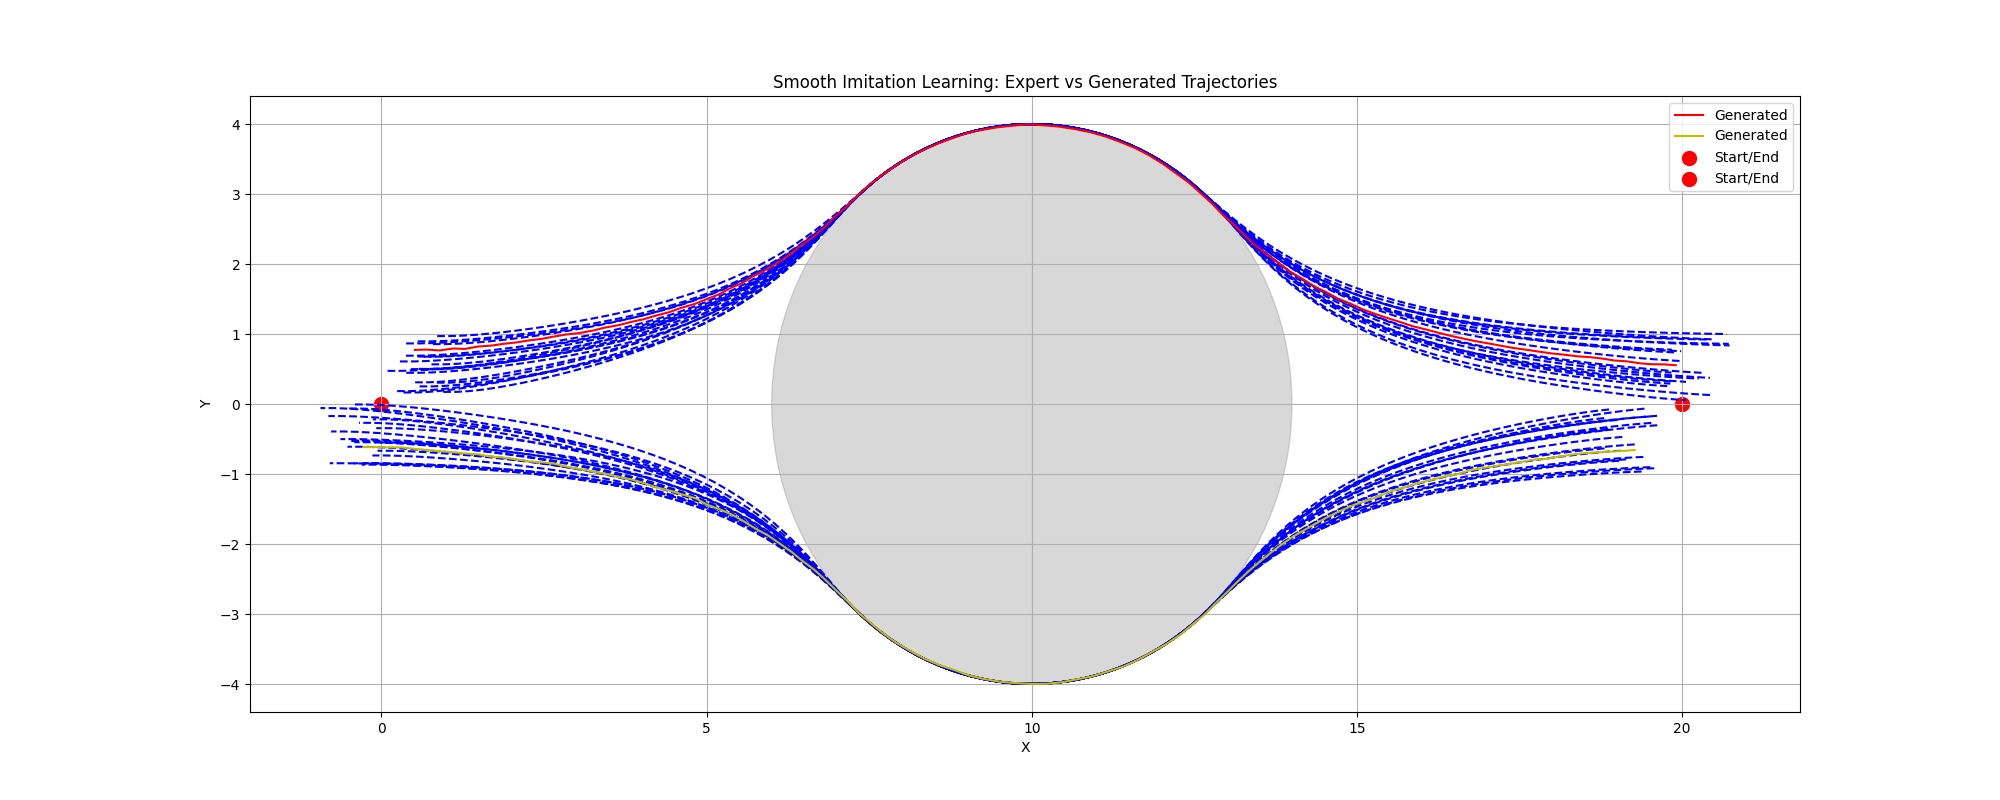 Smooth Imitation Learning: Expert vs Generated Trajectories
Generated
Generated
Start/End
Start/End
4
3
2
1
0
−1
−2
−3
−4
Y
0
5
10
15
20
X